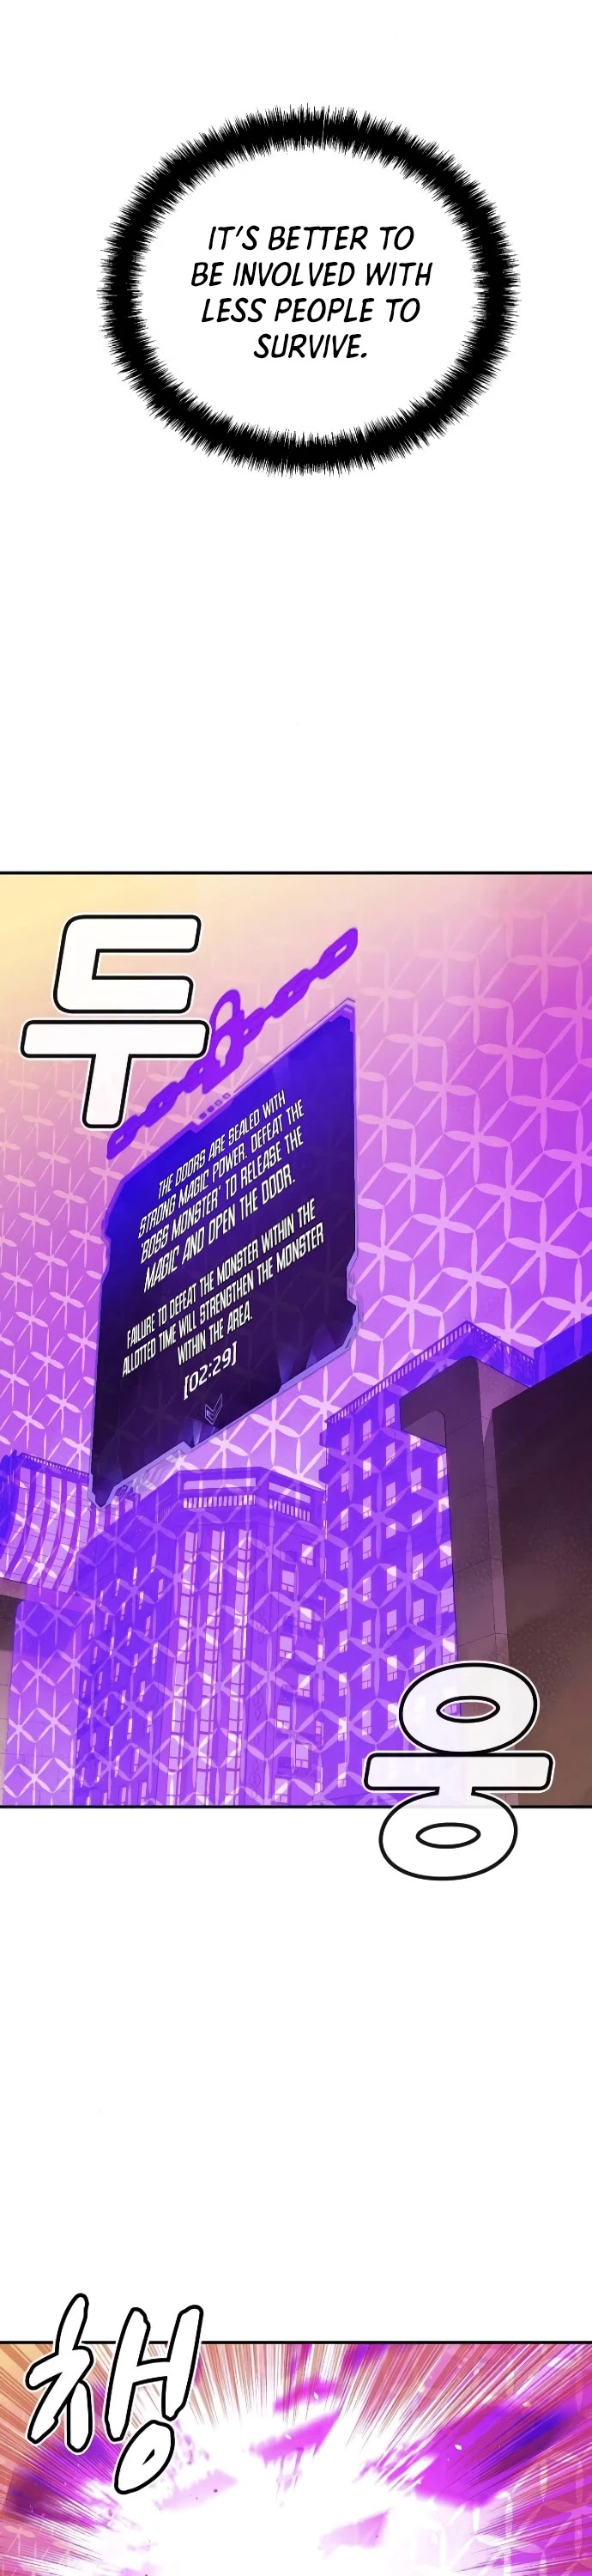 IT'S BETTER TO
BE INVOLVED WITH
LESS PEOPLE TO
SURVIVE.
두
THE DOORS ARE SEALED WITH
STRONG MAGIC POWER. DEFEAT THE
'BOSS MONSTER' TO RELEASE THE
MAGIC AND OPEN THE DOOR.
FAILURE TO DEFEAT THE MONSTER WITHIN THE
ALLOTTED TIME WILL STRENGTHEN THE MONSTER
WITHIN THE AREA.
[02:29]
웅
챙